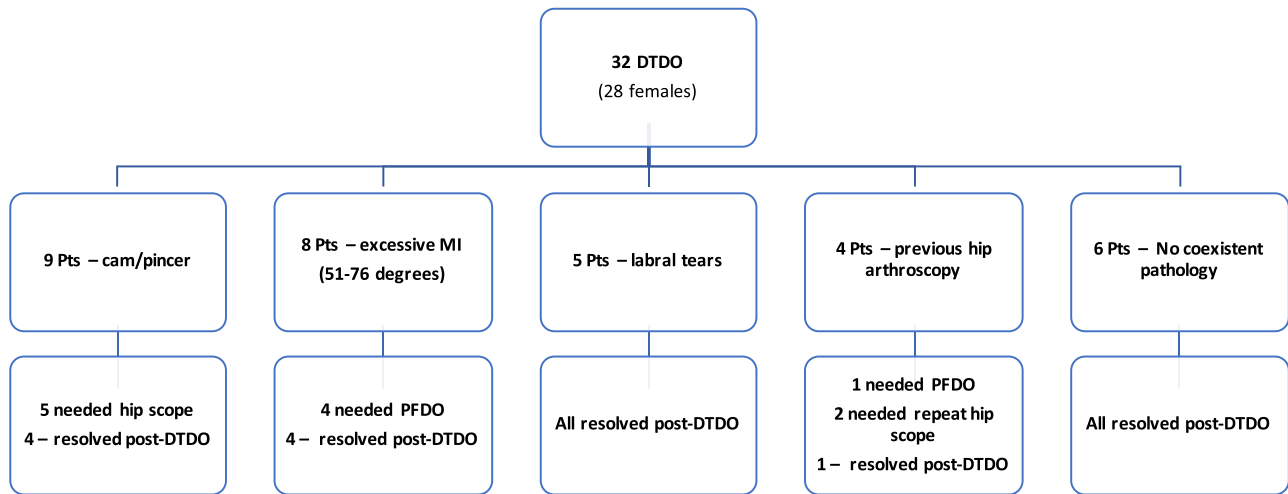 32 DTDO
(28 females)
9 Pts – cam/pincer
8 Pts – excessive MI
(51-76 degrees)
5 Pts – labral tears
4 Pts – previous hip
arthroscopy
6 Pts – No coexistent
pathology
5 needed hip scope
4 – resolved post-DTDO
4 needed PFDO
4 – resolved post-DTDO
All resolved post-DTDO
1 needed PFDO
2 needed repeat hip
scope
1 – resolved post-DTDO
All resolved post-DTDO